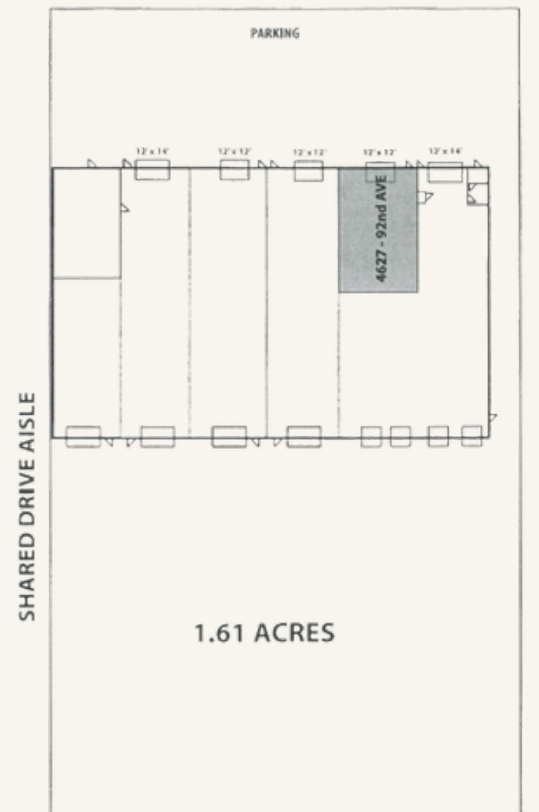 PARKING
12' x 14'
12' x 12'
12' x 12'
12' x 12'
12' x 14'
4627 - 92nd AVE
SHARED DRIVE AISLE
1.61 ACRES